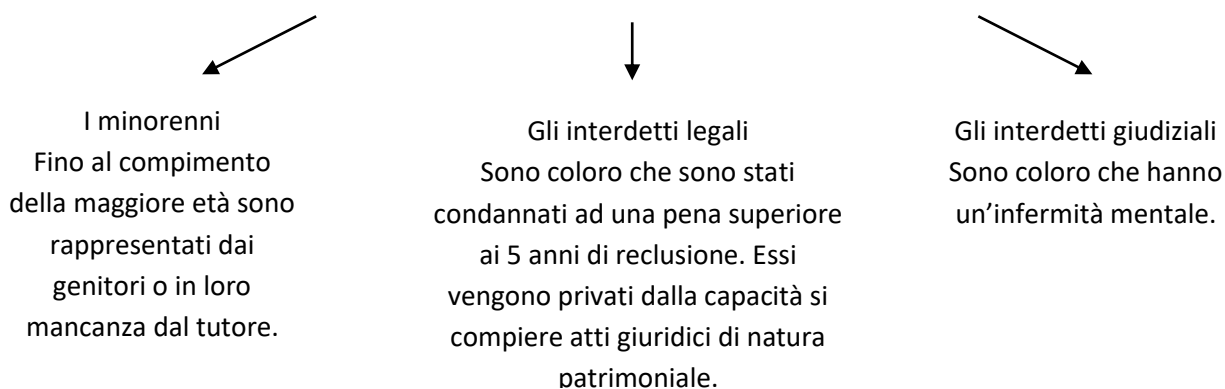 I minorenni
Fino al compimento
della maggiore età sono
rappresentati dai
genitori o in loro
mancanza dal tutore.
Gli interdetti legali
Sono coloro che sono stati
condannati ad una pena superiore
ai 5 anni di reclusione. Essi
vengono privati dalla capacità si
compiere atti giuridici di natura
patrimoniale.
Gli interdetti giudiziali
Sono coloro che hanno
un’infermità mentale.